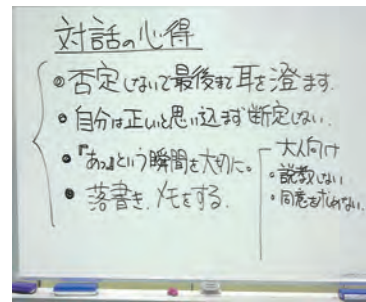 対話の心得
◎ 否定しないで最後まで耳を澄ます.
● 自分は正しいと思い込まず断定しない.
● 『あっ』という瞬間を大切に。
● 落書き、メモをする.
大人向け
・説教しない
・同意を求めない.